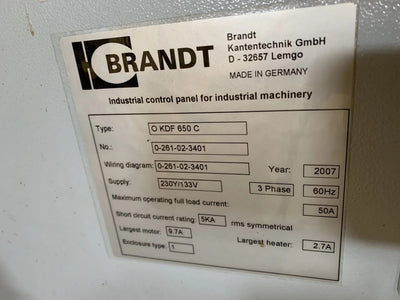 BRANDT
Brandt
Kantentechnik GmbH
D - 32657 Lemgo
MADE IN GERMANY
Industrial control panel for industrial machinery
Type: O KDF 650 C
No.: 0-261-02-3401
Wiring diagram: 0-261-02-3401 Year: 2007
Supply: 230Y/133V 3 Phase 60Hz
Maximum operating full load current: 50A
Short circuit current rating: 5KA rms symmetrical
Largest motor: 9.7A Largest heater: 2.7A
Enclosure type: 1